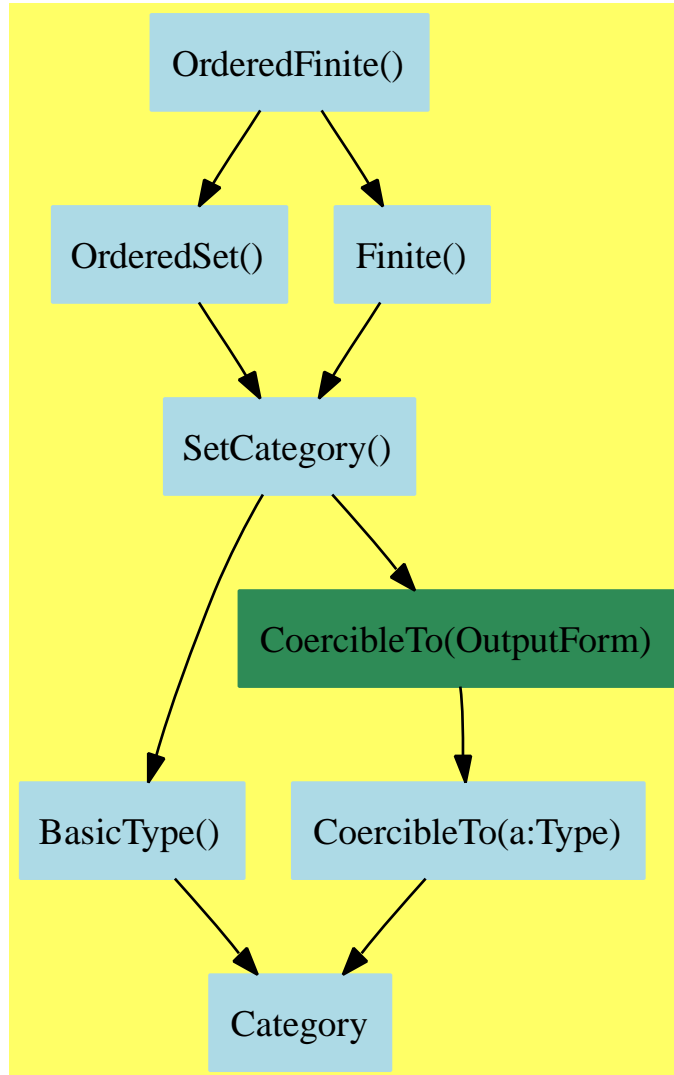 OrderedFinite()
OrderedSet()
Finite()
SetCategory()
CoercibleTo(OutputForm)
BasicType()
CoercibleTo(a:Type)
Category